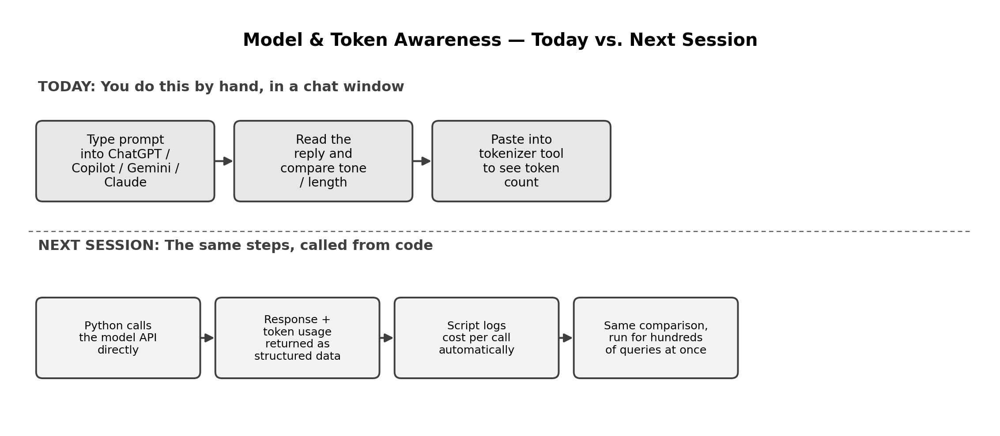 Model & Token Awareness — Today vs. Next Session
TODAY: You do this by hand, in a chat window
Type prompt
into ChatGPT /
Copilot / Gemini /
Claude
Read the
reply and
compare tone
/ length
Paste into
tokenizer tool
to see token
count
NEXT SESSION: The same steps, called from code
Python calls
the model API
directly
Response +
token usage
returned as
structured data
Script logs
cost per call
automatically
Same comparison,
run for hundreds
of queries at once